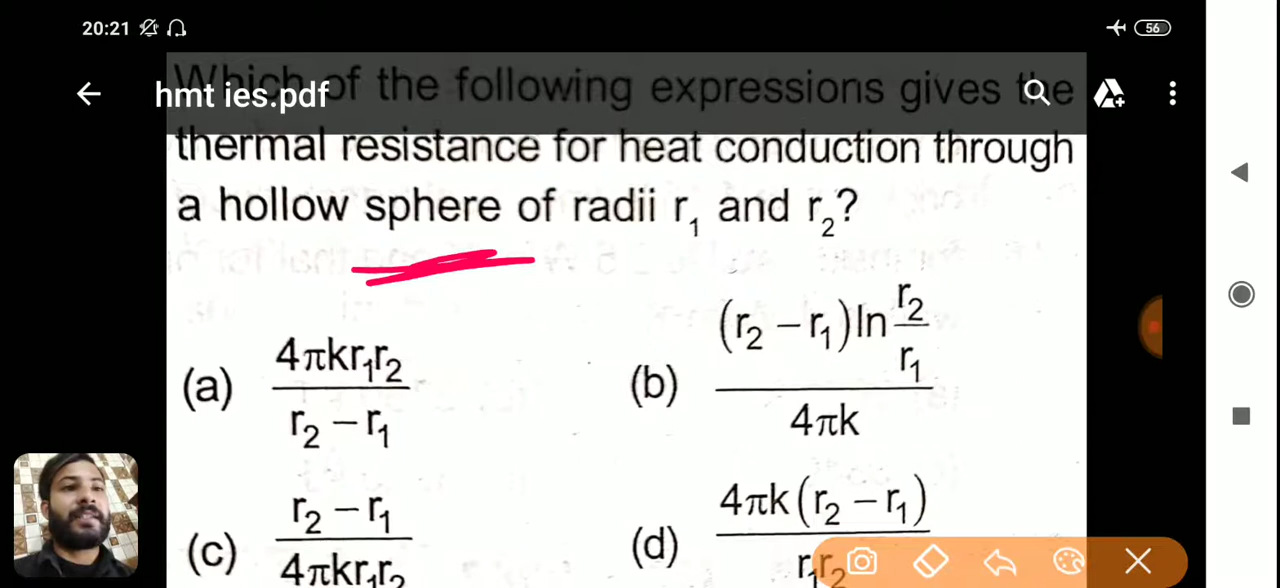 20:21
56
hmt ies.pdf
Which of the following expressions gives the
thermal resistance for heat conduction through
a hollow sphere of radii r₁ and r₂?
(a) 4πkr₁r₂ / r₂ − r₁
(b) (r₂ − r₁) ln r₂/r₁ / 4πk
(c) r₂ − r₁ / 4πkr₁r₂
(d) 4πk(r₂ − r₁) / r₁r₂